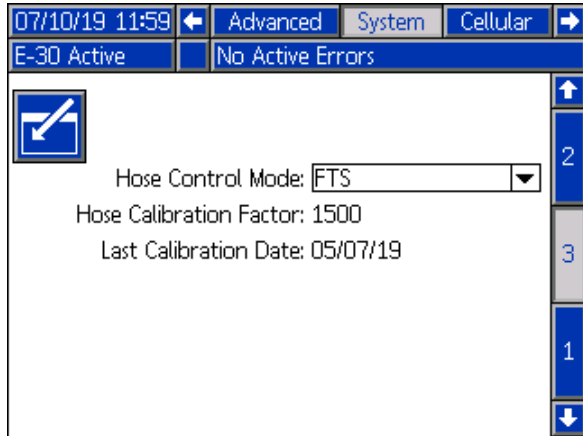 07/10/19 11:59 Advanced System Cellular
E-30 Active No Active Errors
2
Hose Control Mode: FTS
Hose Calibration Factor: 1500
Last Calibration Date: 05/07/19
3
1